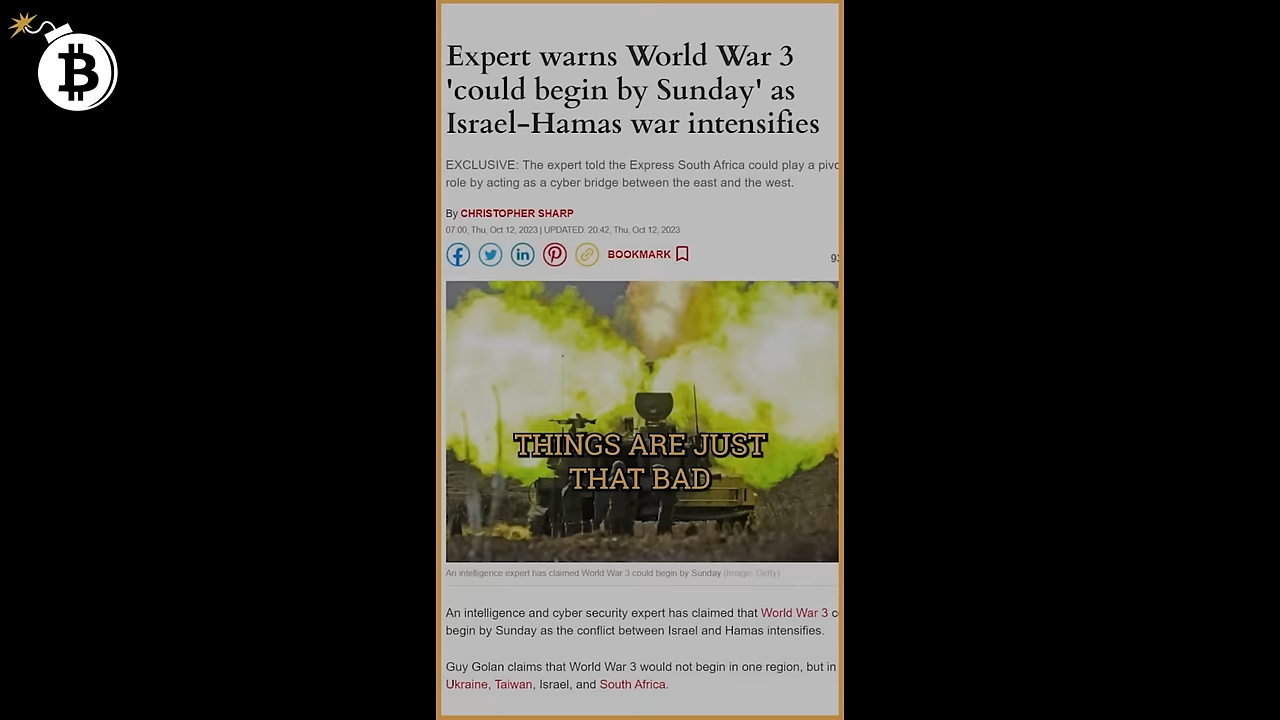 Expert warns World War 3
'could begin by Sunday' as
Israel-Hamas war intensifies
EXCLUSIVE: The expert told the Express South Africa could play a pivo
role by acting as a cyber bridge between the east and the west.
By CHRISTOPHER SHARP
07:00, Thu, Oct 12, 2023 | UPDATED: 20:42, Thu, Oct 12, 2023
BOOKMARK
THINGS ARE JUST
THAT BAD
An intelligence expert has claimed World War 3 could begin by Sunday (Image: Getty)
An intelligence and cyber security expert has claimed that World War 3 c
begin by Sunday as the conflict between Israel and Hamas intensifies.
Guy Golan claims that World War 3 would not begin in one region, but in
Ukraine, Taiwan, Israel, and South Africa.